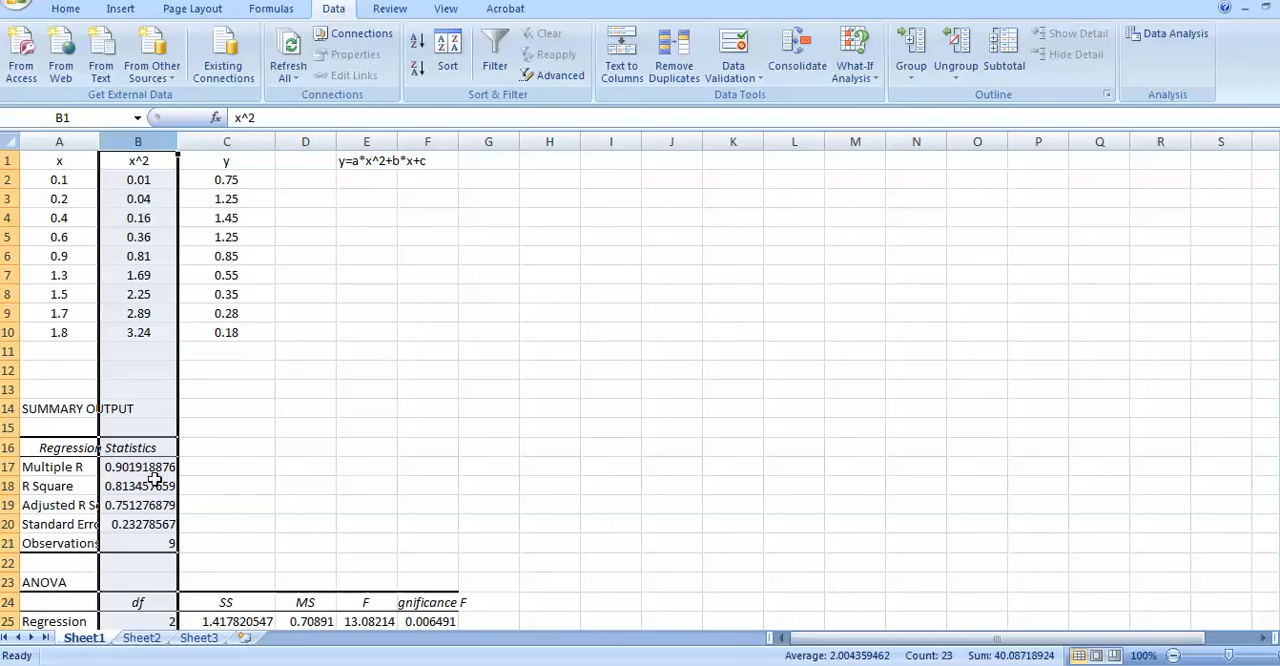 Home Insert Page Layout Formulas Data Review View Acrobat
From Access From Web From Text From Other Sources Existing Connections Refresh All Connections Properties Edit Links Sort Filter Clear Reapply Advanced Text to Columns Remove Duplicates Data Validation Consolidate What-If Analysis Group Ungroup Subtotal Show Detail Hide Detail Data Analysis
Get External Data Connections Sort & Filter Data Tools Outline Analysis
B1 fx x^2
A B C D E F G H I J K L M N O P Q R S
1 x x^2 y y=a*x^2+b*x+c
2 0.1 0.01 0.75
3 0.2 0.04 1.25
4 0.4 0.16 1.45
5 0.6 0.36 1.25
6 0.9 0.81 0.85
7 1.3 1.69 0.55
8 1.5 2.25 0.35
9 1.7 2.89 0.28
10 1.8 3.24 0.18
11
12
13
14 SUMMARY OUTPUT
15
16 Regression Statistics
17 Multiple R 0.901918876
18 R Square 0.813457659
19 Adjusted R S 0.751276879
20 Standard Erro 0.23278567
21 Observations 9
22
23 ANOVA
24 df SS MS F gnificance F
25 Regression 2 1.417820547 0.70891 13.08214 0.006491
Sheet1 Sheet2 Sheet3
Ready Average: 2.004359462 Count: 23 Sum: 40.08718924 100%